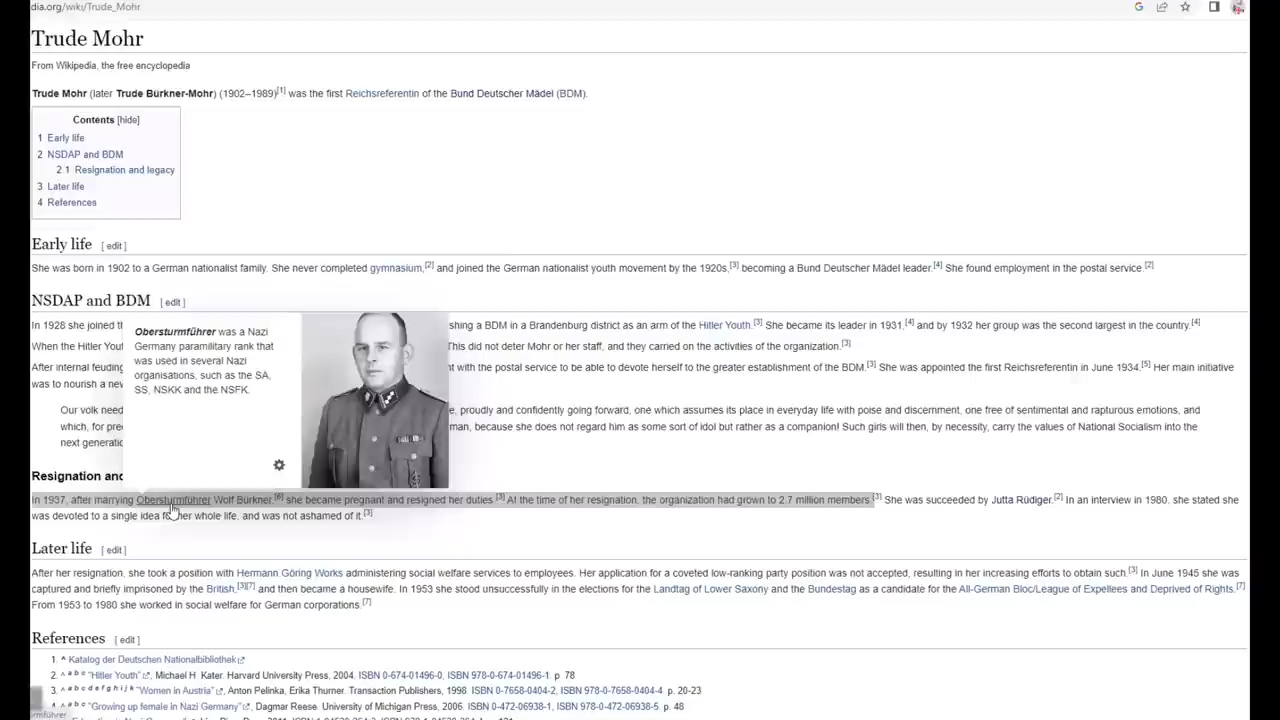 dia.org/wiki/Trude_Mohr
Trude Mohr
From Wikipedia, the free encyclopedia
Trude Mohr (later Trude Bürkner-Mohr) (1902–1989)[1] was the first Reichsreferentin of the Bund Deutscher Mädel (BDM).
Contents [hide]
1 Early life
2 NSDAP and BDM
2.1 Resignation and legacy
3 Later life
4 References
Early life [ edit ]
She was born in 1902 to a German nationalist family. She never completed gymnasium,[2] and joined the German nationalist youth movement by the 1920s,[3] becoming a Bund Deutscher Mädel leader.[4] She found employment in the postal service.[2]
NSDAP and BDM [ edit ]
In 1928 she joined th shing a BDM in a Brandenburg district as an arm of the Hitler Youth.[3] She became its leader in 1931,[4] and by 1932 her group was the second largest in the country.[4]
When the Hitler Yout This did not deter Mohr or her staff, and they carried on the activities of the organization.[3]
After internal feuding nt with the postal service to be able to devote herself to the greater establishment of the BDM.[3] She was appointed the first Reichsreferentin in June 1934.[5] Her main initiative
was to nourish a new
Our volk need e, proudly and confidently going forward, one which assumes its place in everyday life with poise and discernment, one free of sentimental and rapturous emotions, and
which, for prec man, because she does not regard him as some sort of idol but rather as a companion! Such girls will then, by necessity, carry the values of National Socialism into the
next generatio
Obersturmführer was a Nazi
Germany paramilitary rank that
was used in several Nazi
organisations, such as the SA,
SS, NSKK and the NSFK.
Resignation and
In 1937, after marrying Obersturmführer Wolf Bürkner,[6] she became pregnant and resigned her duties.[3] At the time of her resignation, the organization had grown to 2.7 million members.[3] She was succeeded by Jutta Rüdiger.[2] In an interview in 1980, she stated she
was devoted to a single idea for her whole life, and was not ashamed of it.[3]
Later life [ edit ]
After her resignation, she took a position with Hermann Göring Works administering social welfare services to employees. Her application for a coveted low-ranking party position was not accepted, resulting in her increasing efforts to obtain such.[3] In June 1945 she was
captured and briefly imprisoned by the British,[3][7] and then became a housewife. In 1953 she stood unsuccessfully in the elections for the Landtag of Lower Saxony and the Bundestag as a candidate for the All-German Bloc/League of Expellees and Deprived of Rights.[7]
From 1953 to 1980 she worked in social welfare for German corporations.[7]
References [ edit ]
1. ^ Katalog der Deutschen Nationalbibliothek
2. ^ a b c "Hitler Youth", Michael H. Kater. Harvard University Press, 2004. ISBN 0-674-01496-0, ISBN 978-0-674-01496-1. p 78
3. ^ a b c d e f g h i j k "Women in Austria", Anton Pelinka, Erika Thurner. Transaction Publishers, 1998. ISBN 0-7658-0404-2, ISBN 978-0-7658-0404-4. p. 20-23
4. ^ a b c "Growing up female in Nazi Germany", Dagmar Reese. University of Michigan Press, 2006. ISBN 0-472-06938-1, ISBN 978-0-472-06938-5. p. 48